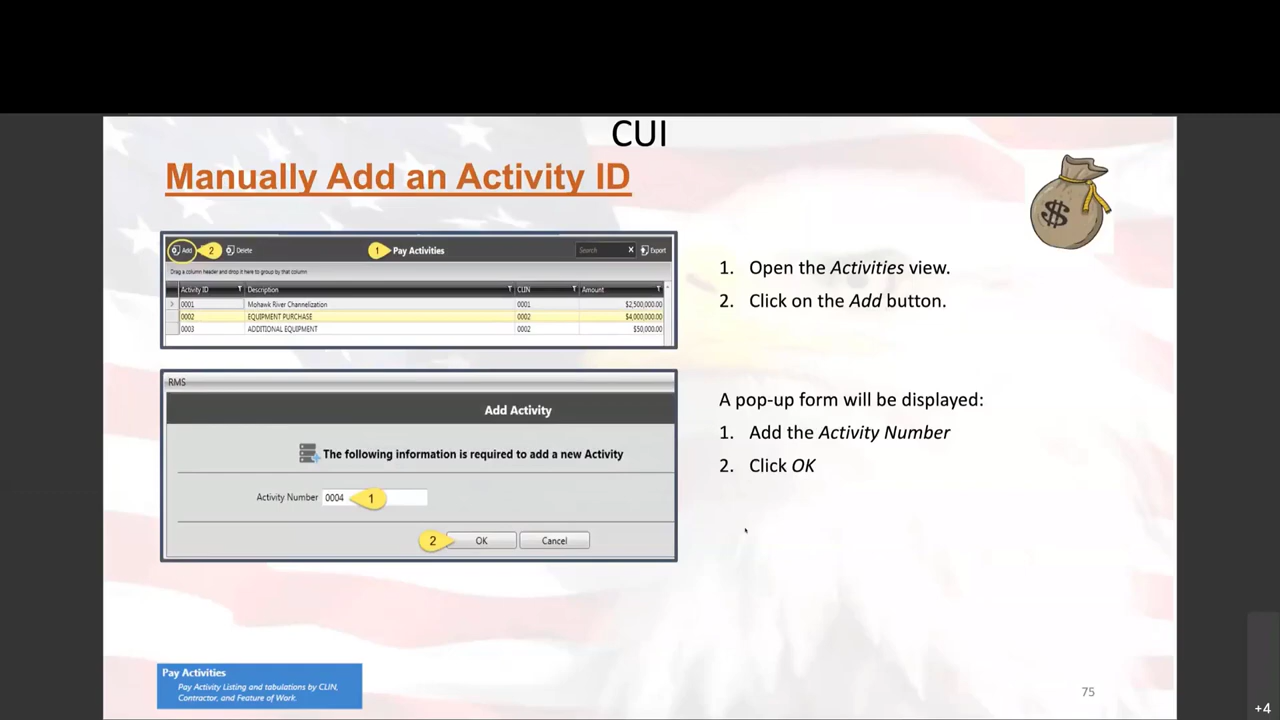 CUI
Manually Add an Activity ID
Add 2 Delete 1 Pay Activities Search X Export
Drag a column header and drop it here to group by that column
Activity ID Description CLIN Amount
0001 Mohawk River Channelization 0001 $2,500,000.00
0002 EQUIPMENT PURCHASE 0002 $4,000,000.00
0003 ADDITIONAL EQUIPMENT 0002 $50,000.00
1. Open the Activities view.
2. Click on the Add button.
RMS
Add Activity
The following information is required to add a new Activity
Activity Number 0004 1
2 OK Cancel
A pop-up form will be displayed:
1. Add the Activity Number
2. Click OK
$
Pay Activities
Pay Activity Listing and tabulations by CLIN,
Contractor, and Feature of Work.
75
+4